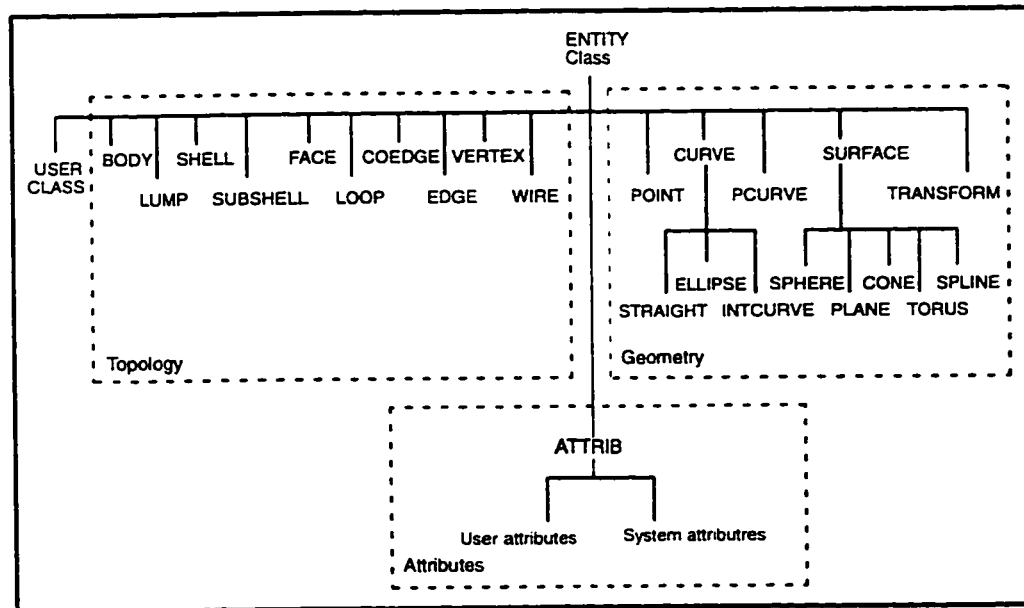 ENTITY
Class
USER
CLASS
BODY
LUMP
SHELL
SUBSHELL
FACE
LOOP
COEDGE
EDGE
VERTEX
WIRE
Topology
POINT
CURVE
PCURVE
SURFACE
TRANSFORM
STRAIGHT
ELLIPSE
INTCURVE
SPHERE
PLANE
CONE
TORUS
SPLINE
Geometry
ATTRIB
User attributes
System attributres
Attributes